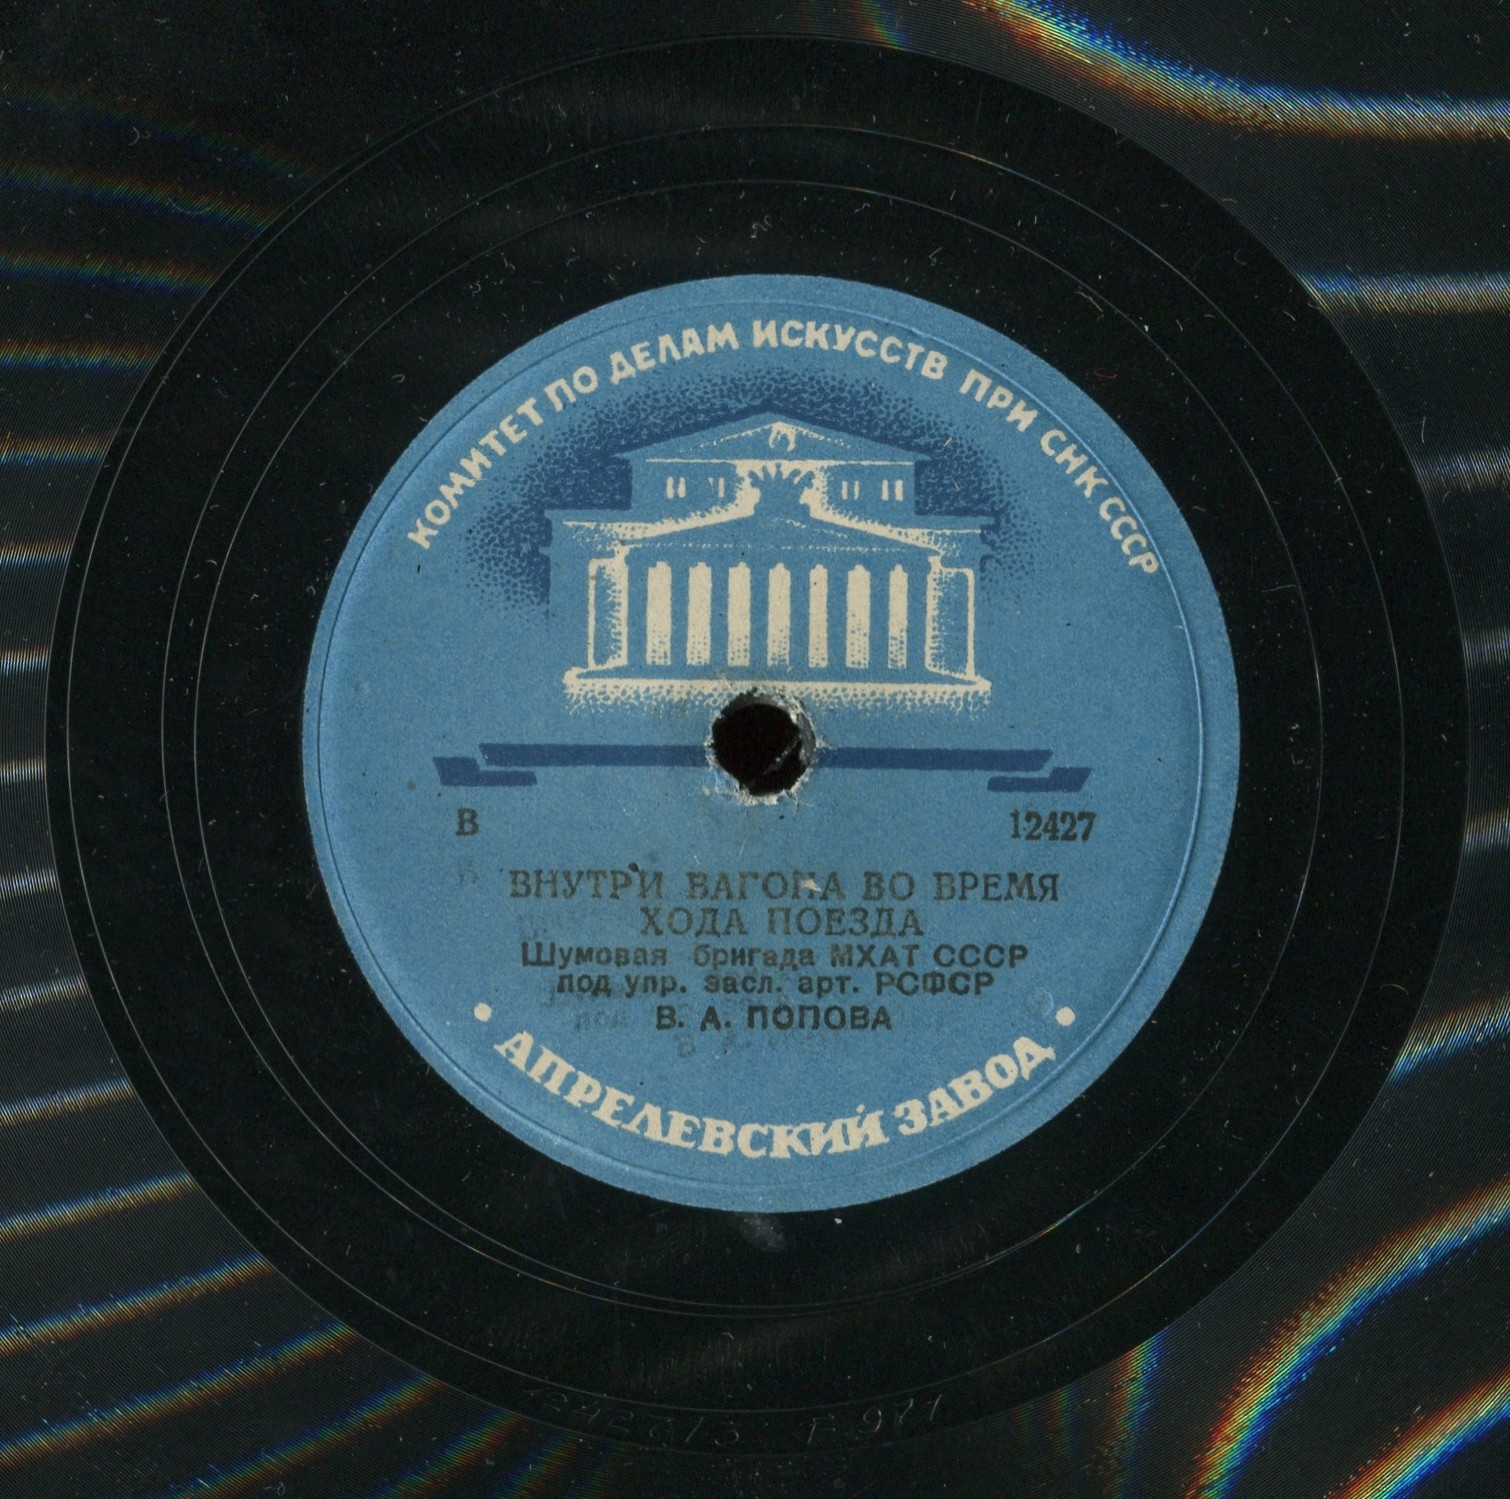 КОМИТЕТ ПО ДЕЛАМ ИСКУССТВ ПРИ СНК СССР
В 12427
ВНУТРИ ВАГОНА ВО ВРЕМЯ
ХОДА ПОЕЗДА
Шумовая бригада МХАТ СССР
под упр. засл. арт. РСФСР
В. А. ПОПОВА
• АПРЕЛЕВСКИЙ ЗАВОД •